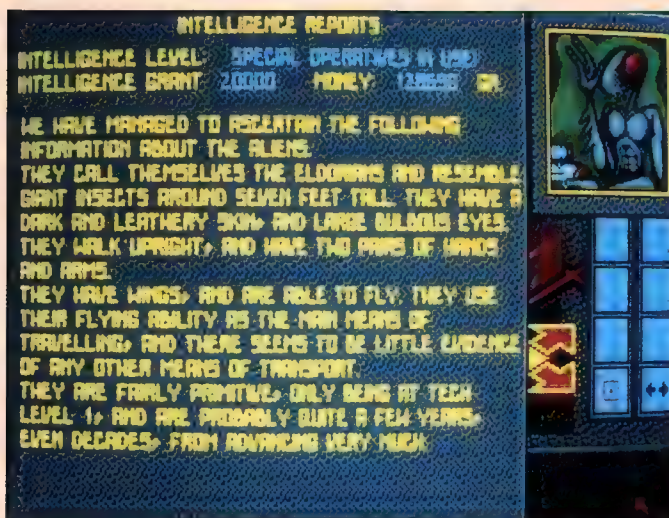 INTELLIGENCE REPORTS
INTELLIGENCE LEVEL SPECIAL OPERATIVES IN USE!
INTELLIGENCE GRANT 20000 MONEY CR
WE HAVE MANAGED TO ASCERTAIN THE FOLLOWING
INFORMATION ABOUT THE ALIENS.
THEY CALL THEMSELVES THE AND RESEMBLE
GIANT INSECTS AROUND SEVEN FEET TALL. THEY HAVE A
DARK AND LEATHERY SKIN, AND LARGE BULBOUS EYES.
THEY WALK UPRIGHT, AND HAVE TWO PAIRS OF HANDS
AND ARMS.
THEY HAVE WINGS, AND ARE ABLE TO FLY. THEY USE
THEIR FLYING ABILITY AS THE MAIN MEANS OF
TRAVELLING, AND THERE SEEMS TO BE LITTLE EVIDENCE
OF ANY OTHER MEANS OF TRANSPORT.
THEY ARE FAIRLY PRIMITIVE, ONLY BEING AT TECH
LEVEL 1, AND ARE PROBABLY QUITE A FEW YEARS,
EVEN DECADES, FROM ADVANCING VERY MUCH